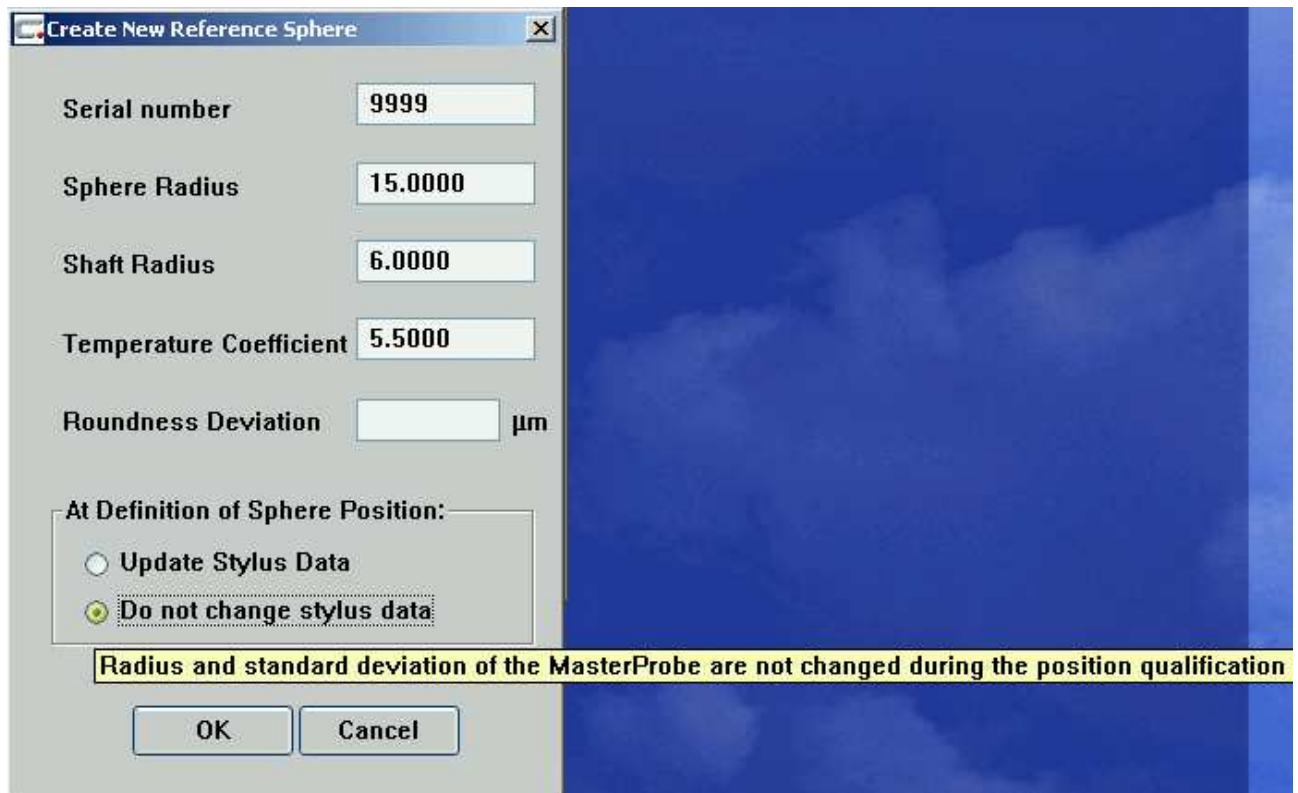 Create New Reference Sphere
Serial number 9999
Sphere Radius 15.0000
Shaft Radius 6.0000
Temperature Coefficient 5.5000
Roundness Deviation µm
At Definition of Sphere Position:
Update Stylus Data
Do not change stylus data
Radius and standard deviation of the MasterProbe are not changed during the position qualification
OK Cancel